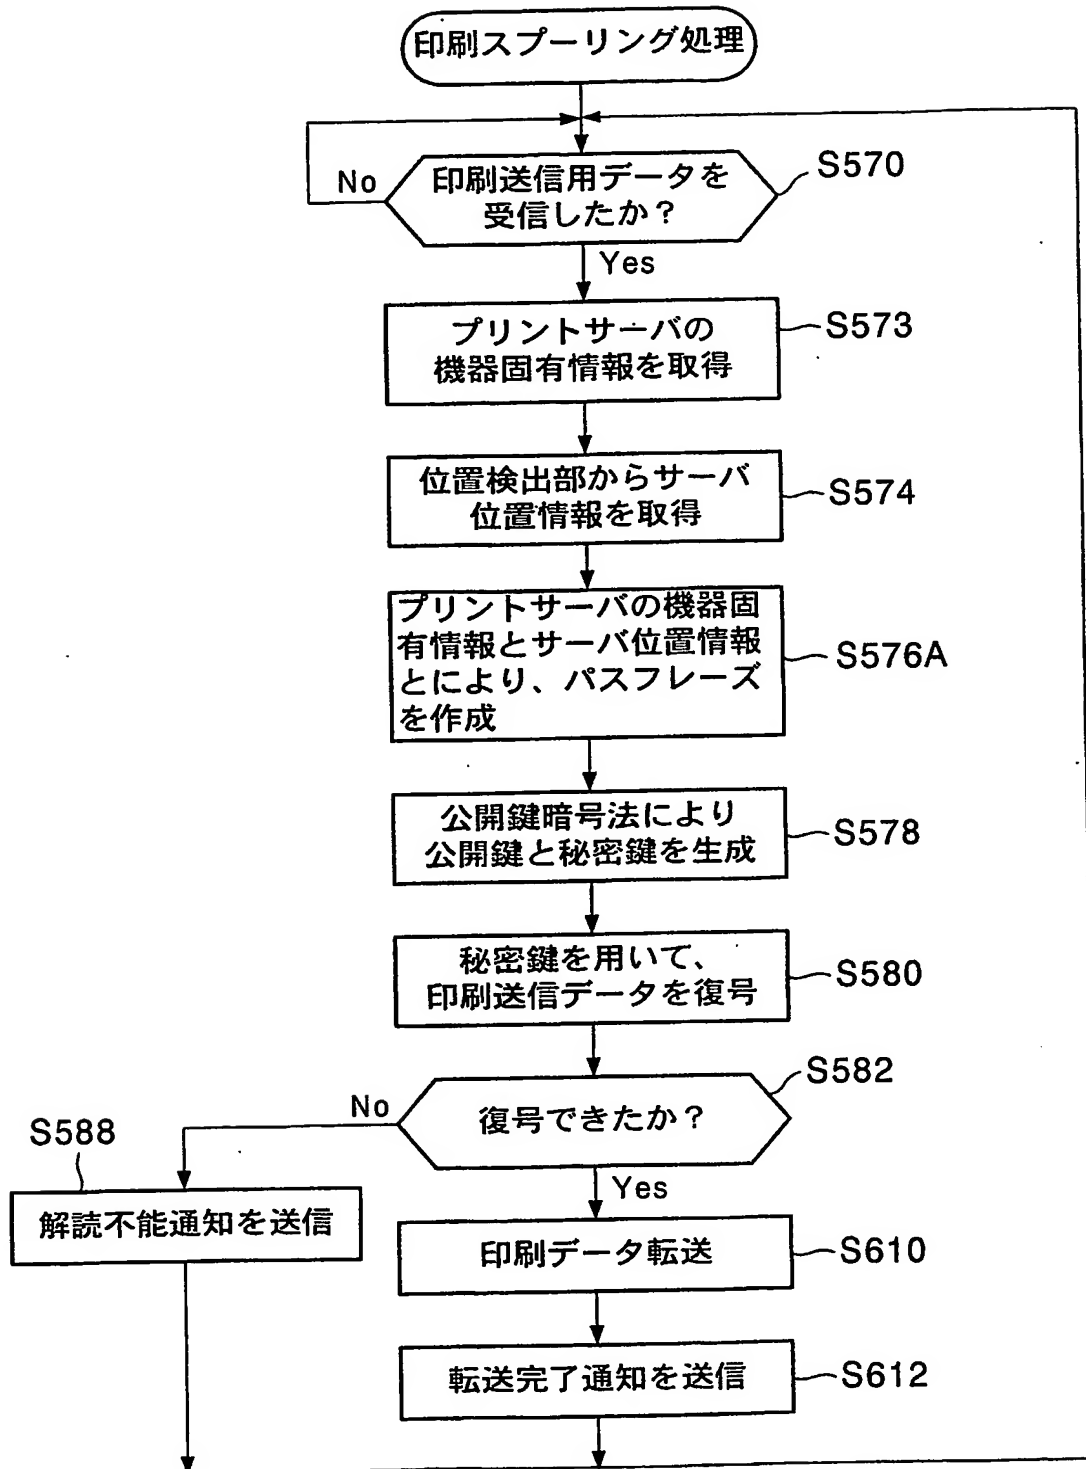 印刷スプーリング処理
No
印刷送信用データを
受信したか？
S570
Yes
プリントサーバの
機器固有情報を取得
S573
位置検出部からサーバ
位置情報を取得
S574
プリントサーバの機器固
有情報とサーバ位置情報
とにより、パスフレーズ
を作成
S576A
公開鍵暗号法により
公開鍵と秘密鍵を生成
S578
秘密鍵を用いて、
印刷送信データを復号
S580
S582
No
復号できたか？
S588
Yes
解読不能通知を送信
印刷データ転送
S610
転送完了通知を送信
S612